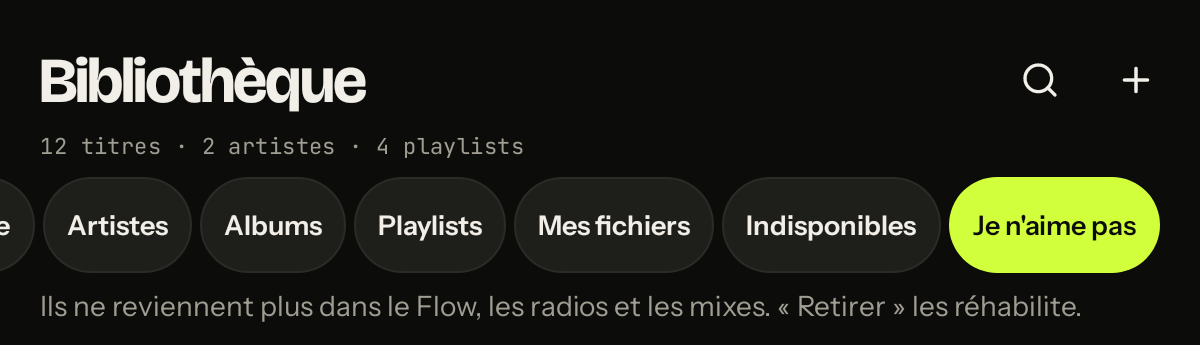 Bibliothèque
12 titres · 2 artistes · 4 playlists
e Artistes Albums Playlists Mes fichiers Indisponibles Je n'aime pas
Ils ne reviennent plus dans le Flow, les radios et les mixes. « Retirer » les réhabilite.